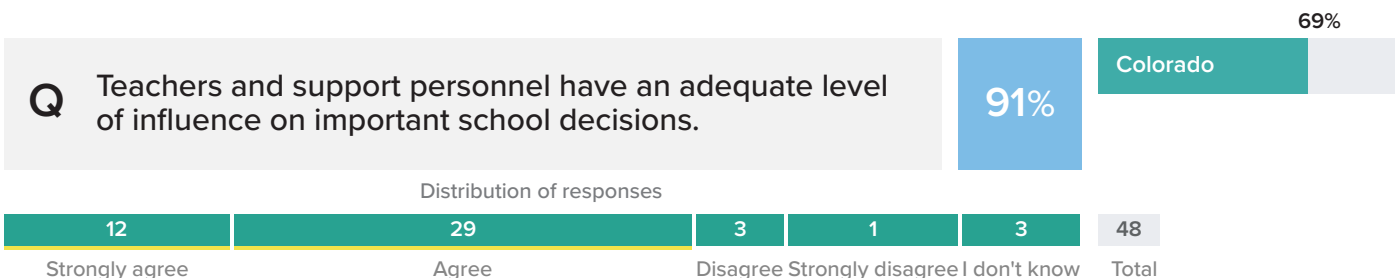 69%
Q Teachers and support personnel have an adequate level
of influence on important school decisions.
91%
Colorado
Distribution of responses
12 29 3 1 3 48
Strongly agree Agree Disagree Strongly disagree I don't know Total